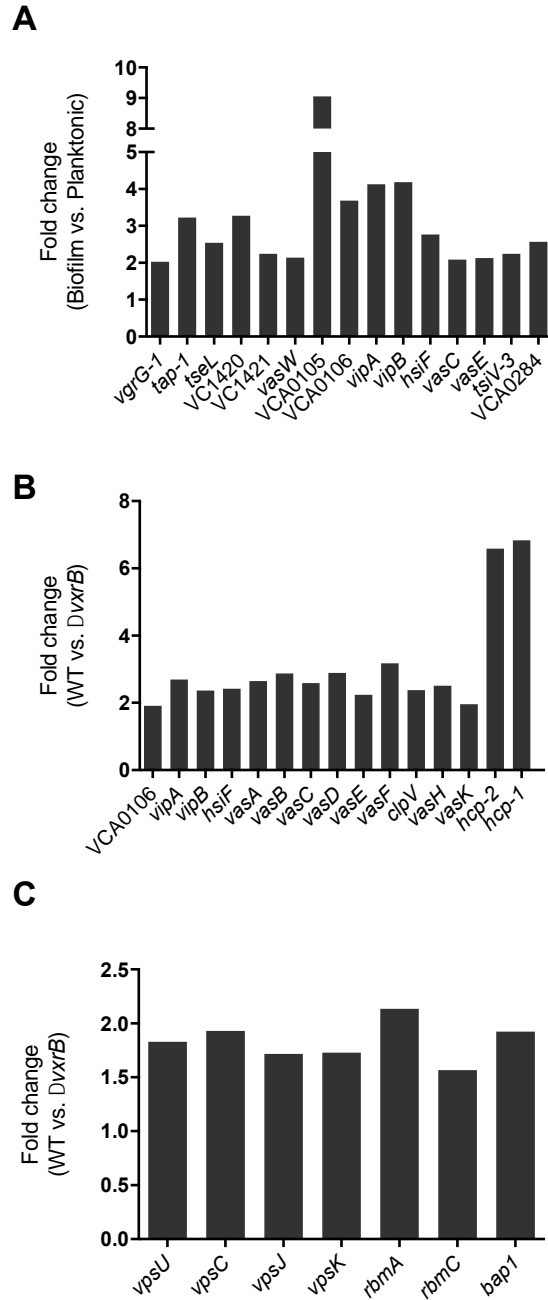 A
Fold change
(Biofilm vs. Planktonic)
10
9
8
5
4
3
2
1
0
vgrG-1
tap-1
tseL
VC1420
VC1421
vasW
VCA0105
VCA0106
vipA
vipB
hsiF
vasC
vasE
tsiV-3
VCA0284
B
Fold change
(WT vs. DvxrB)
8
6
4
2
0
VCA0106
vipA
vipB
hsiF
vasA
vasB
vasC
vasD
vasE
vasF
clpV
vasH
vasK
hcp-2
hcp-1
C
Fold change
(WT vs. DvxrB)
2.5
2.0
1.5
1.0
0.5
0.0
vpsU
vpsC
vpsJ
vpsK
rbmA
rbmC
bap1